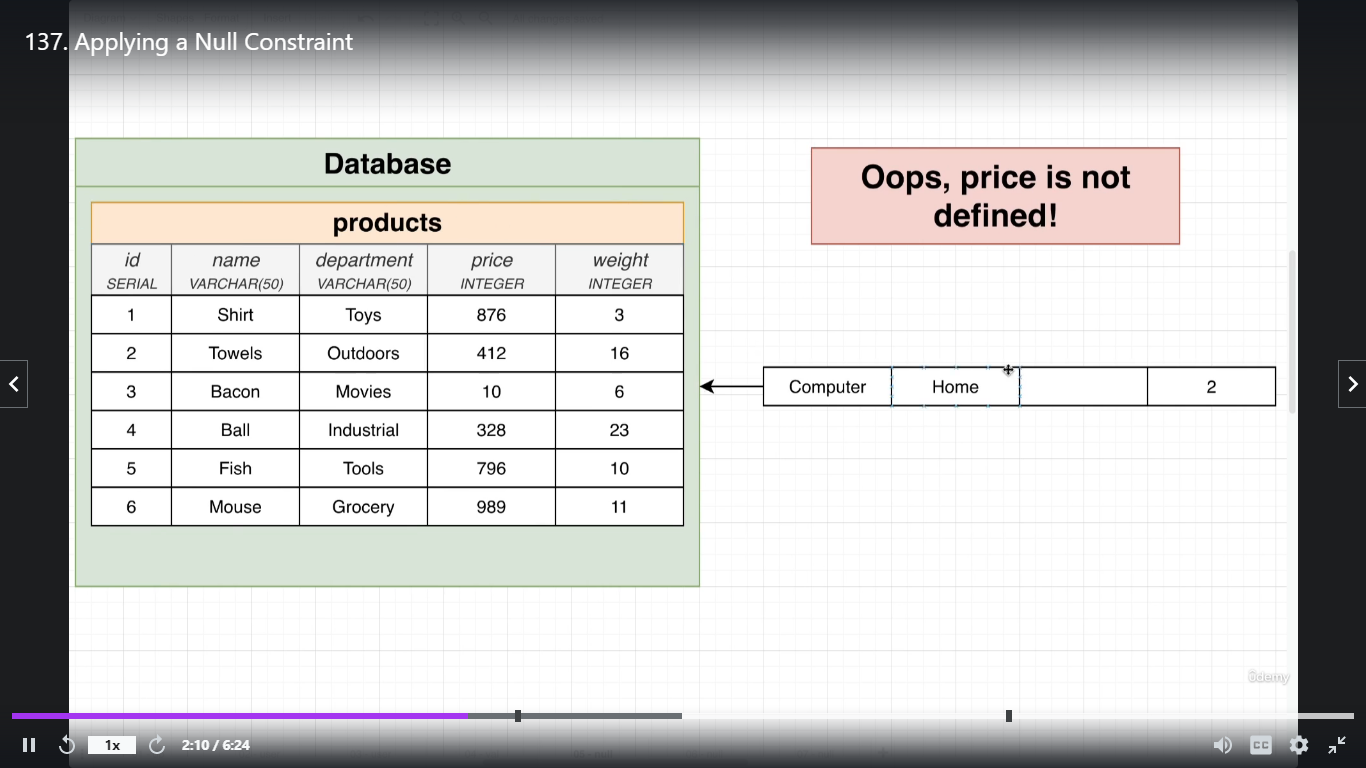 137. Applying a Null Constraint
Database
products
id name department price weight
SERIAL VARCHAR(50) VARCHAR(50) INTEGER INTEGER
1 Shirt Toys 876 3
2 Towels Outdoors 412 16
3 Bacon Movies 10 6
4 Ball Industrial 328 23
5 Fish Tools 796 10
6 Mouse Grocery 989 11
Oops, price is not
defined!
Computer Home 2
ûdemy
1x 2:10 / 6:24 CC